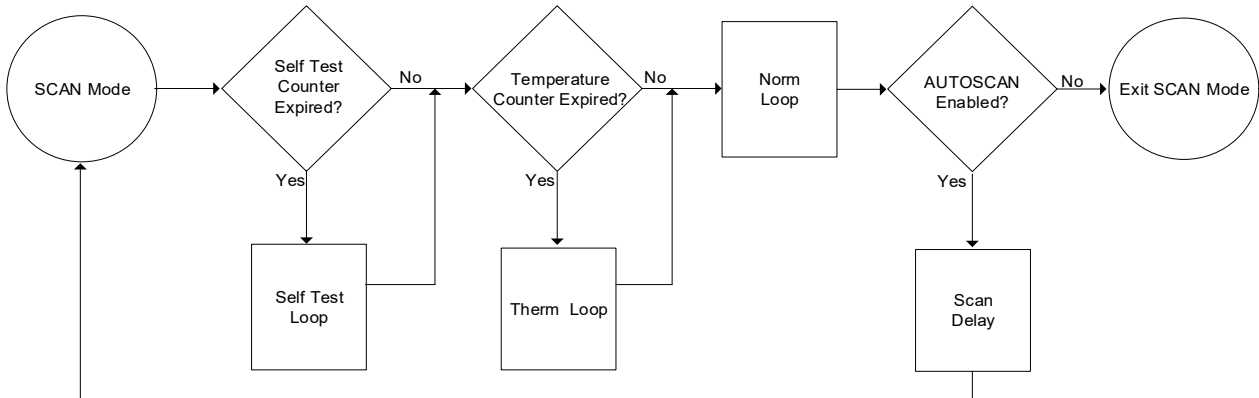 SCAN Mode
Self Test
Counter
Expired?
No
Yes
Self Test
Loop
Temperature
Counter Expired?
No
Yes
Therm Loop
Norm
Loop
AUTOSCAN
Enabled?
No
Yes
Scan
Delay
Exit SCAN Mode